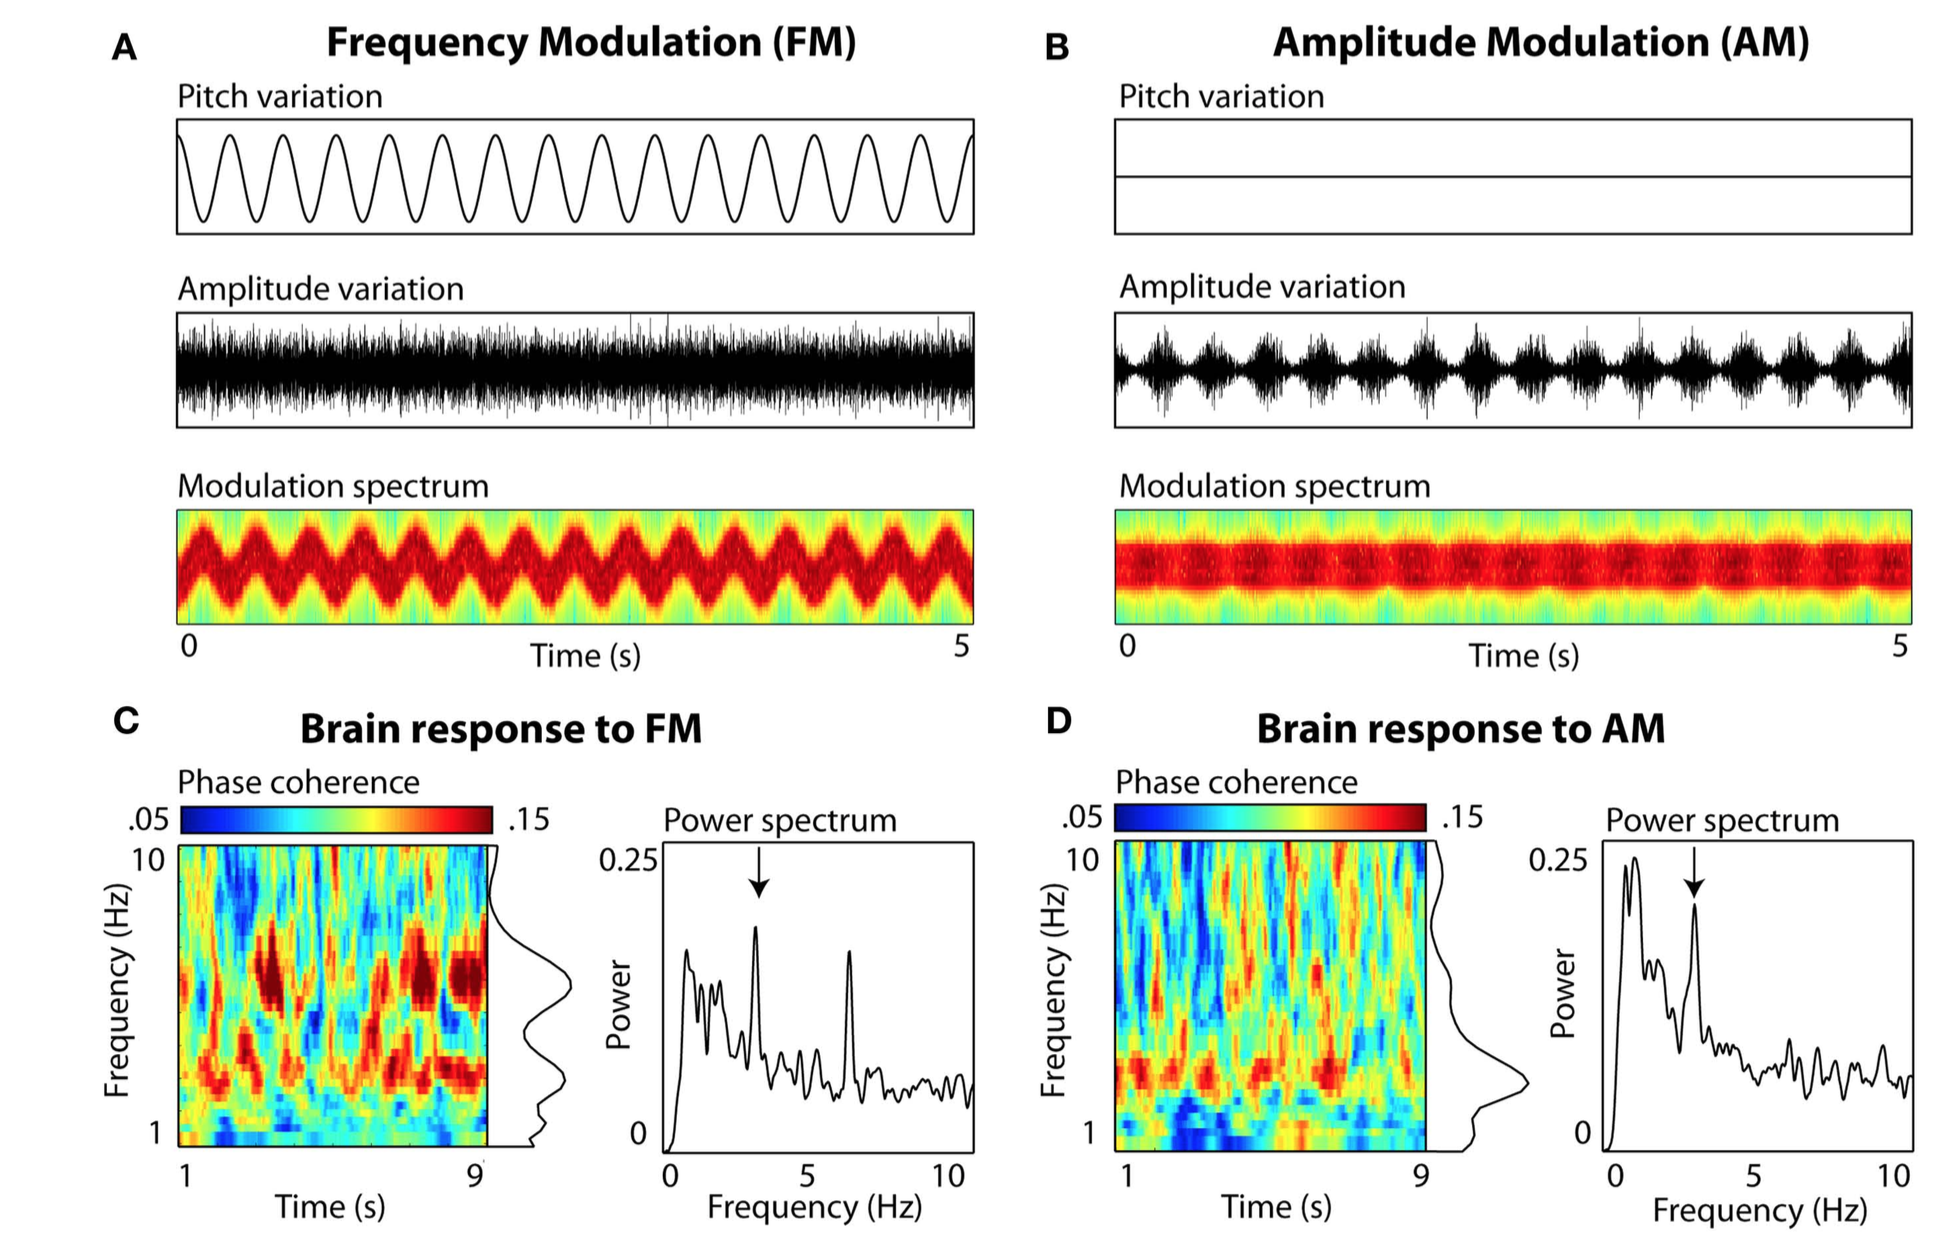 A
Frequency Modulation (FM)
Pitch variation
Amplitude variation
Modulation spectrum
0
5
Time (s)
B
Amplitude Modulation (AM)
Pitch variation
Amplitude variation
Modulation spectrum
0
5
Time (s)
C
Brain response to FM
Phase coherence
.05
.15
10
Frequency (Hz)
1
1
9
Time (s)
Power spectrum
0.25
Power
0
0
5
10
Frequency (Hz)
D
Brain response to AM
Phase coherence
.05
.15
10
Frequency (Hz)
1
1
9
Time (s)
Power spectrum
0.25
Power
0
0
5
10
Frequency (Hz)